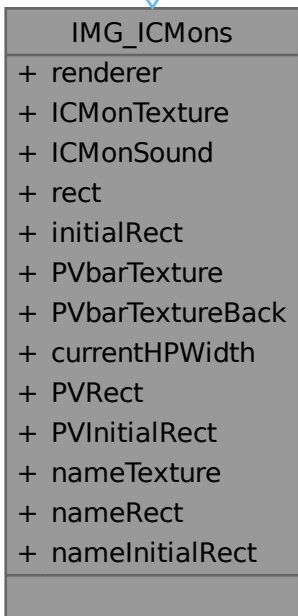 IMG_ICMons
+ renderer
+ ICMonTexture
+ ICMonSound
+ rect
+ initialRect
+ PVbarTexture
+ PVbarTextureBack
+ currentHPWidth
+ PVRect
+ PVInitialRect
+ nameTexture
+ nameRect
+ nameInitialRect